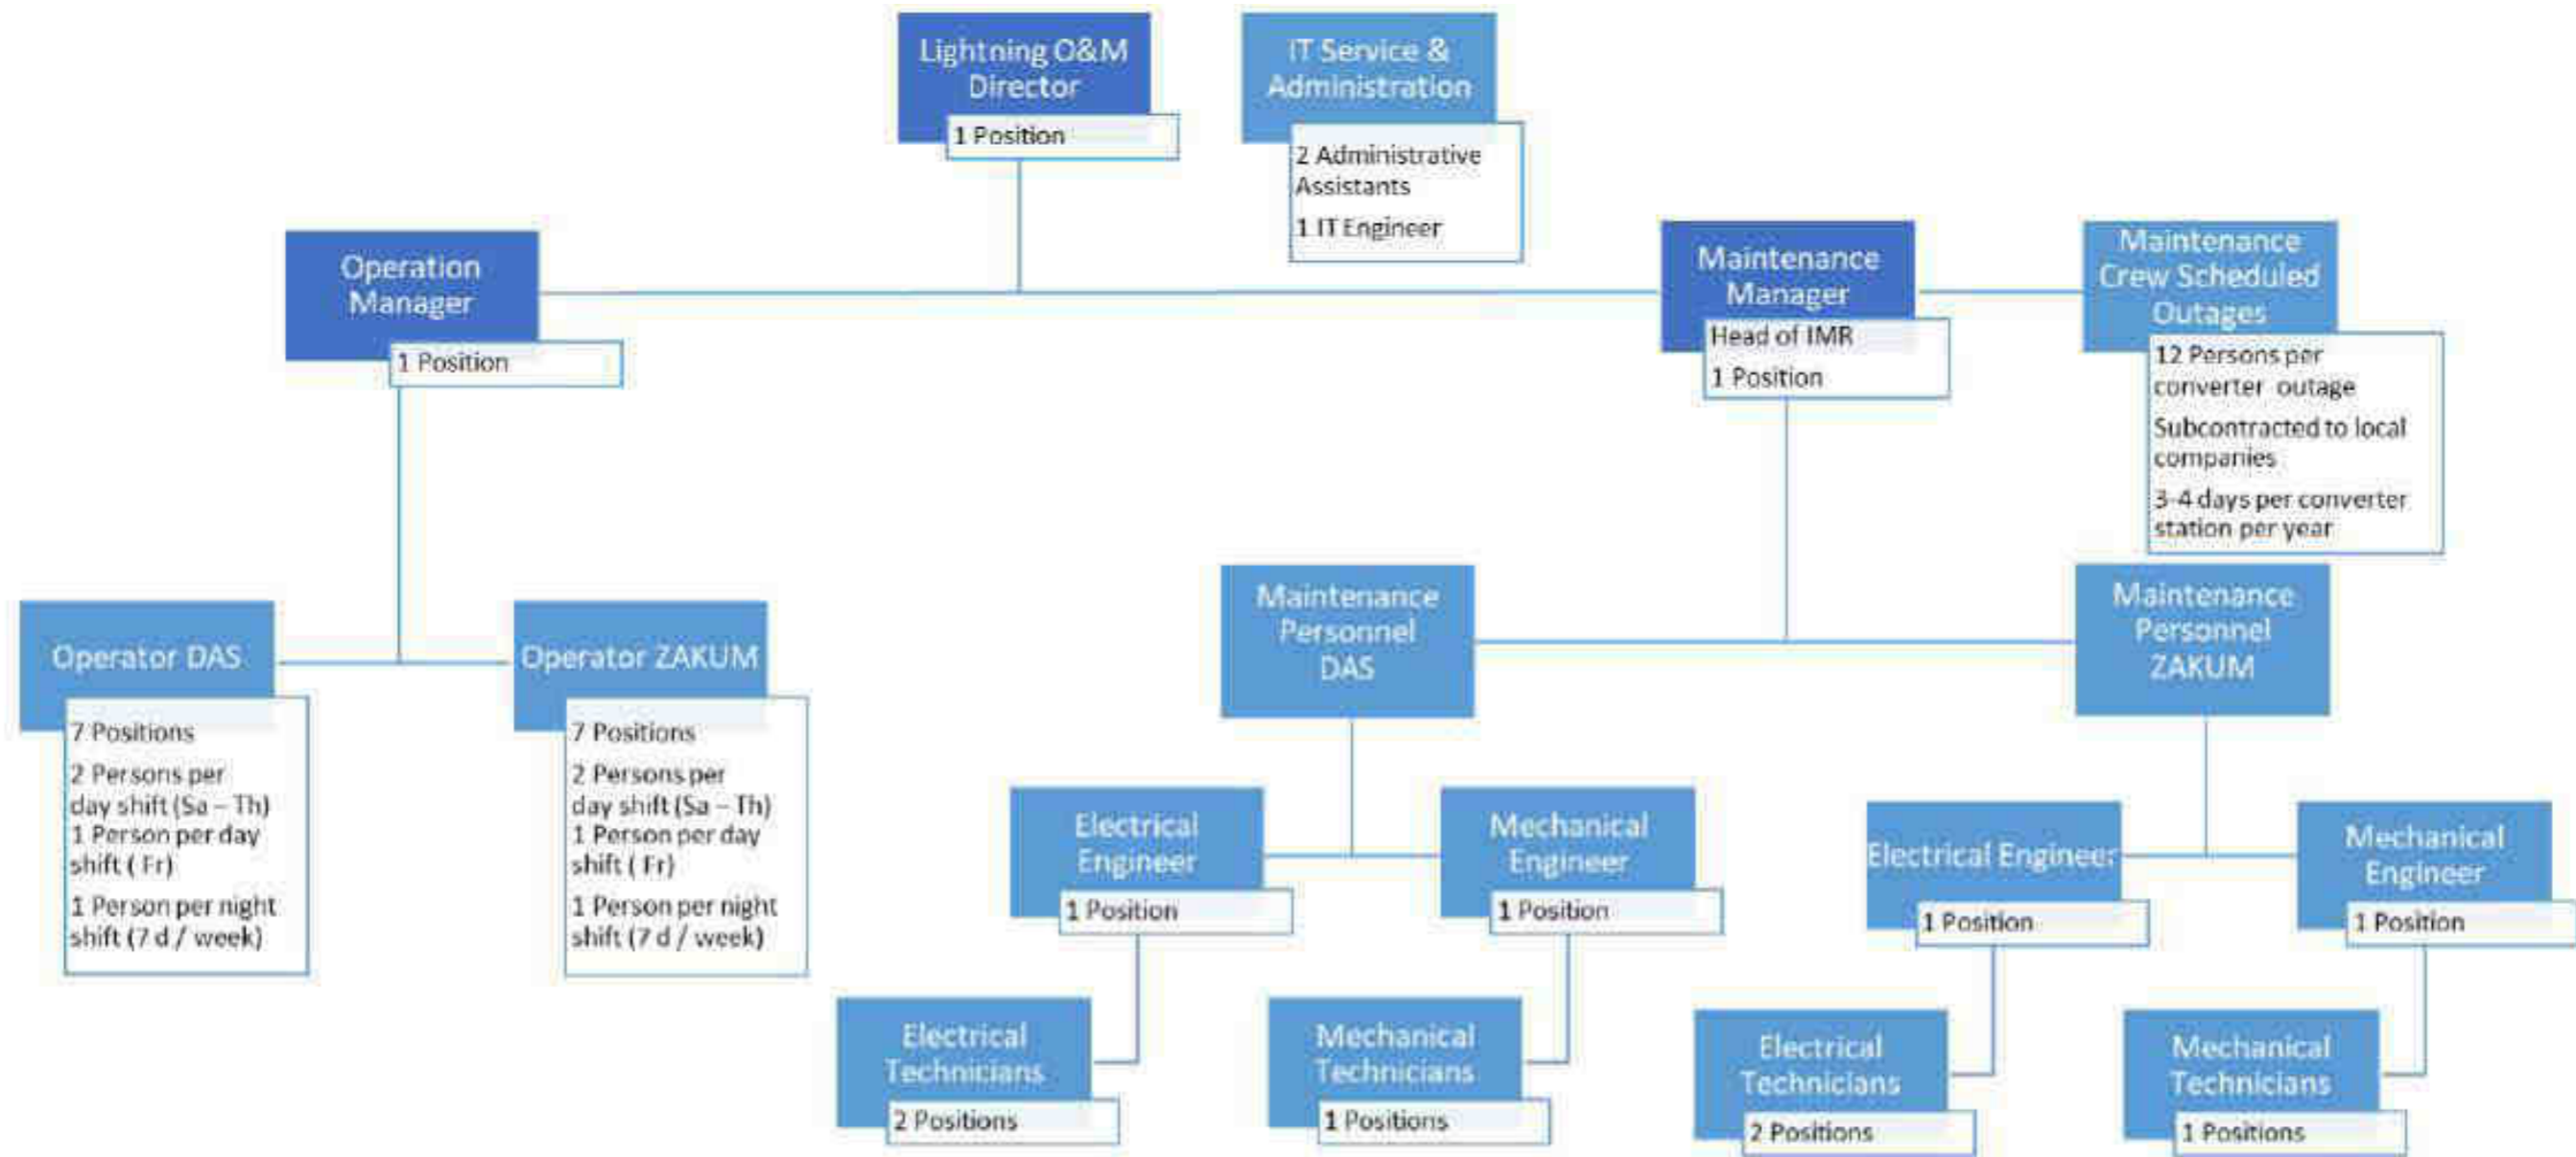 Lightning O&M
Director
1 Position
IT Service &
Administration
2 Administrative
Assistants
1 IT Engineer
Operation
Manager
1 Position
Maintenance
Manager
Head of IMR
1 Position
Maintenance
Crew Scheduled
Outages
12 Persons per
converter outage
Subcontracted to local
companies
3-4 days per converter
station per year
Operator DAS
7 Positions
2 Persons per
day shift (Sa – Th)
1 Person per day
shift ( Fr)
1 Person per night
shift (7 d / week)
Operator ZAKUM
7 Positions
2 Persons per
day shift (Sa – Th)
1 Person per day
shift ( Fr)
1 Person per night
shift (7 d / week)
Maintenance
Personnel
DAS
Maintenance
Personnel
ZAKUM
Electrical
Engineer
1 Position
Mechanical
Engineer
1 Position
Electrical Engineer
1 Position
Mechanical
Engineer
1 Position
Electrical
Technicians
2 Positions
Mechanical
Technicians
1 Positions
Electrical
Technicians
2 Positions
Mechanical
Technicians
1 Positions